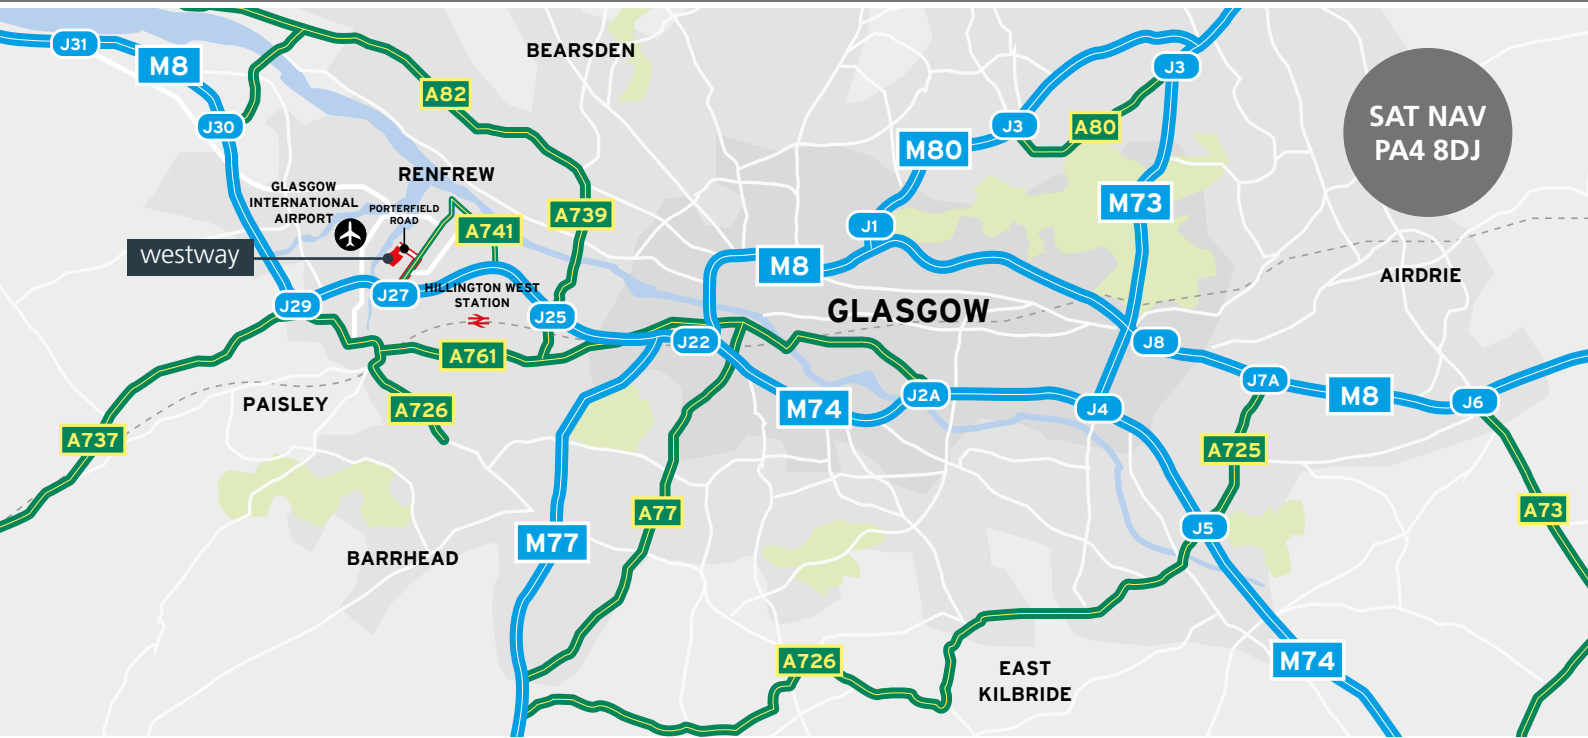 J31
M8
BEARSDEN
J3
A82
SAT NAV
PA4 8DJ
J30
J3
A80
M80
RENFREW
GLASGOW
INTERNATIONAL
AIRPORT
PORTERFIELD
ROAD
M73
A739
A741
J1
westway
M8
AIRDRIE
HILLINGTON WEST
STATION
J27
J29
GLASGOW
J25
J22
J8
A761
J7A
M8
J6
PAISLEY
A726
M74
J2A
J4
A737
A725
A77
A73
J5
M77
BARRHEAD
A726
EAST
KILBRIDE
M74